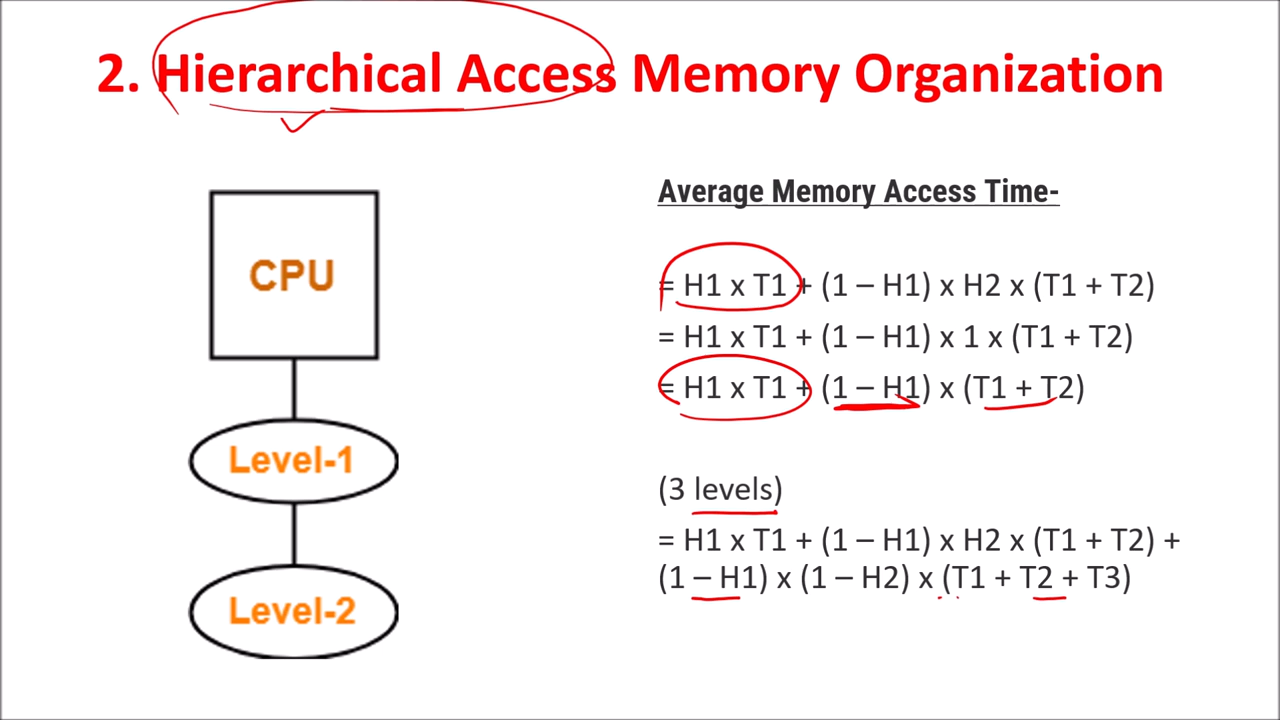 2. Hierarchical Access Memory Organization
CPU
Level-1
Level-2
Average Memory Access Time-
= H1 x T1 + (1 – H1) x H2 x (T1 + T2)
= H1 x T1 + (1 – H1) x 1 x (T1 + T2)
= H1 x T1 + (1 – H1) x (T1 + T2)
(3 levels)
= H1 x T1 + (1 – H1) x H2 x (T1 + T2) +
(1 – H1) x (1 – H2) x (T1 + T2 + T3)